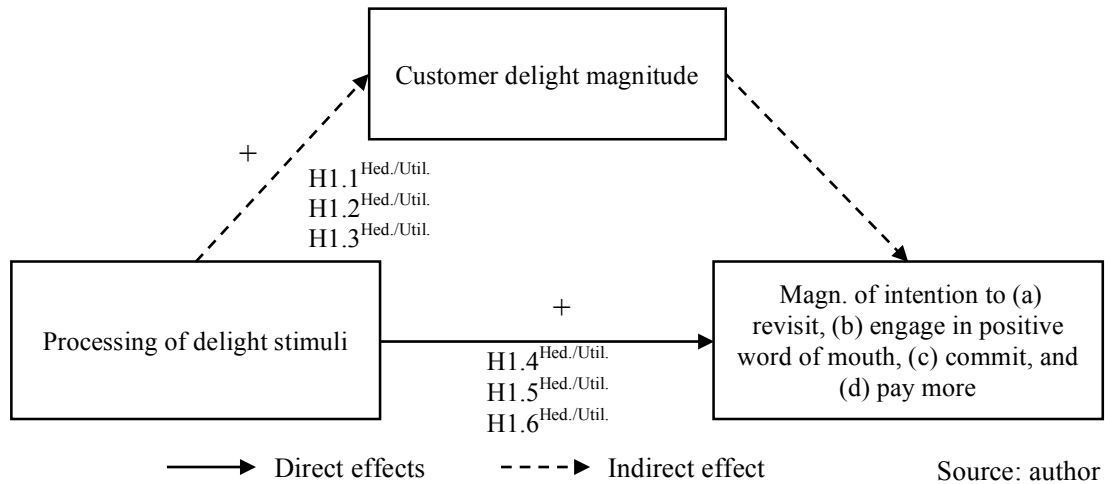 Customer delight magnitude
+
H1.1Hed./Util.
H1.2Hed./Util.
H1.3Hed./Util.
Processing of delight stimuli
+
H1.4Hed./Util.
H1.5Hed./Util.
H1.6Hed./Util.
Magn. of intention to (a)
revisit, (b) engage in positive
word of mouth, (c) commit, and
(d) pay more
Direct effects
Indirect effect
Source: author